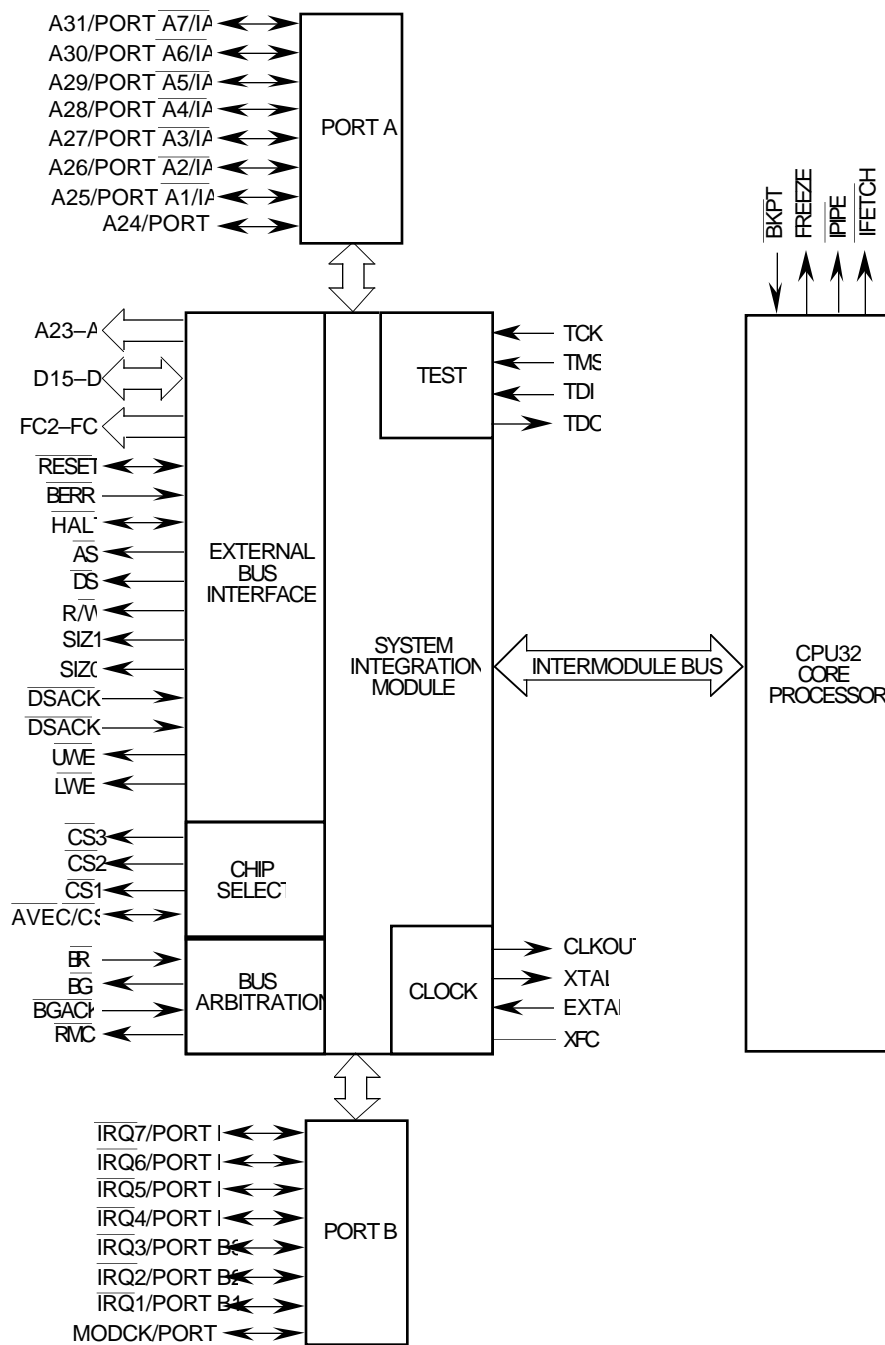 A31/PORT A7/IA
A30/PORT A6/IA
A29/PORT A5/IA
A28/PORT A4/IA
A27/PORT A3/IA
A26/PORT A2/IA
A25/PORT A1/IA
A24/PORT
PORT A
BKPT
FREEZE
IPIPE
IFETCH
A23–A
D15–D
FC2–FC
RESET
BERR
HALT
AS
DS
R/W
SIZ1
SIZ0
DSACK
DSACK
UWE
LWE
EXTERNAL
BUS
INTERFACE
TEST
TCK
TMS
TDI
TDO
SYSTEM
INTEGRATION
MODULE
INTERMODULE BUS
CPU32
CORE
PROCESSOR
CS3
CS2
CS1
AVEC/CS
CHIP
SELECT
BR
BG
BGACK
RMC
BUS
ARBITRATION
CLOCK
CLKOUT
XTAL
EXTAL
XFC
IRQ7/PORT
IRQ6/PORT
IRQ5/PORT
IRQ4/PORT
IRQ3/PORT B3
IRQ2/PORT B2
IRQ1/PORT B1
MODCK/PORT
PORT B